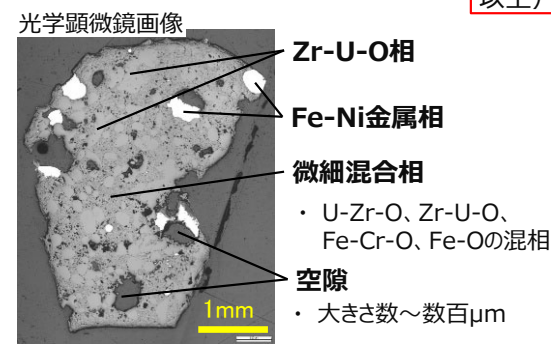 以上）
光学顕微鏡画像
Zr-U-O相
Fe-Ni金属相
微細混合相
・ U-Zr-O、Zr-U-O、
Fe-Cr-O、Fe-Oの混相
空隙
・ 大きさ数～数百μm
1mm